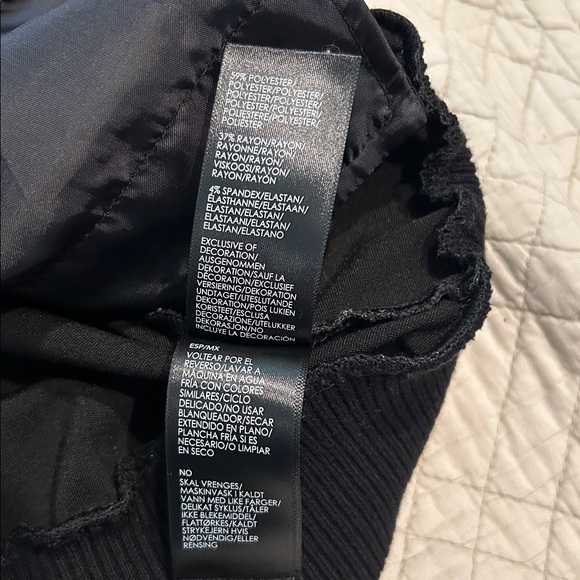 59% POLYESTER/
POLYESTER/POLYESTER/
POLYESTER/POLYESTER/
POLYESTER/POLYESTER/
POLIESTERE/POLYESTER/
POLIESTER
37% RAYON/RAYON/
RAYONNE/RAYON/
RAYON/RAYON/
VISKOOSI/RAYON/
RAYON/RAYÓN
4% SPANDEX/ELASTAN/
ELASTHANNE/ELASTAAN/
ELASTAN/ELASTAN/
ELASTAANI/ELASTAN/
ELASTAN/ELASTANO
EXCLUSIVE OF
DECORATION/
AUSGENOMMEN
DEKORATION/SAUF LA
DÉCORATION/EXCLUSIEF
VERSIERING/DEKORATION
UNDTAGET/UTESLUTANDE
DEKORATION/POIS LUKIEN
KORISTEET/ESCLUSA
DECORAZIONE/UTELUKKER
DEKORASJON/NO
INCLUYE LA DECORACIÓN
ESP/MX
VOLTEAR POR EL
REVERSO/LAVAR A
MÁQUINA EN AGUA
FRÍA CON COLORES
SIMILARES/CICLO
DELICADO/NO USAR
BLANQUEADOR/SECAR
EXTENDIDO EN PLANO/
PLANCHA FRÍA SI ES
NECESARIO/O LIMPIAR
EN SECO
NO
SKAL VRENGES/
MASKINVASK I KALDT
VANN MED LIKE FARGER/
DELIKAT SYKLUS/TÅLER
IKKE BLEKEMIDDEL/
FLATTØRKES/KALDT
STRYKEJERN HVIS
NØDVENDIG/ELLER
RENSING